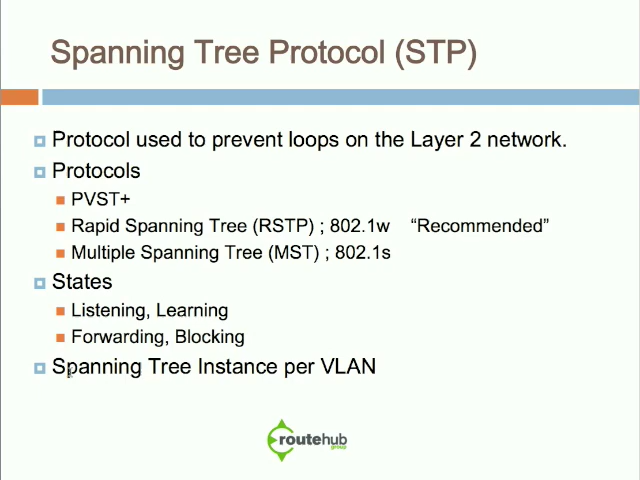 Spanning Tree Protocol (STP)
Protocol used to prevent loops on the Layer 2 network.
Protocols
PVST+
Rapid Spanning Tree (RSTP) ; 802.1w “Recommended”
Multiple Spanning Tree (MST) ; 802.1s
States
Listening, Learning
Forwarding, Blocking
Spanning Tree Instance per VLAN
routehub
group